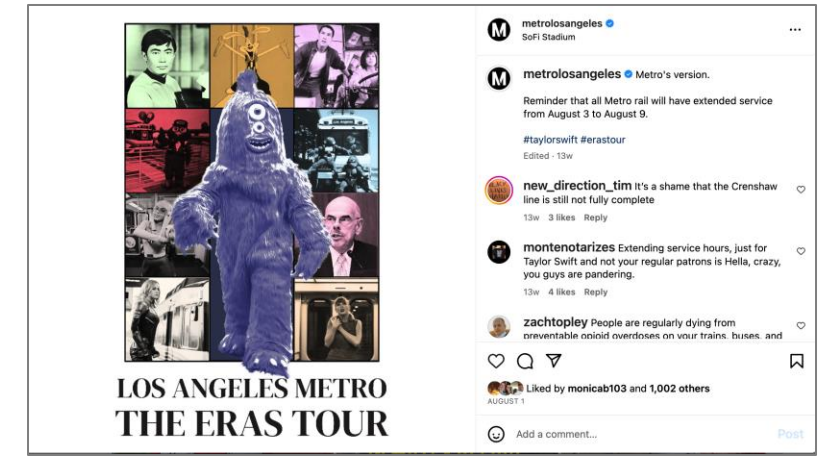 LOS ANGELES METRO
THE ERAS TOUR
metrolosangeles
SoFi Stadium
metrolosangeles Metro's version.
Reminder that all Metro rail will have extended service
from August 3 to August 9.
#taylorswift #erastour
Edited · 13w
new_direction_tim It's a shame that the Crenshaw
line is still not fully complete
13w 3 likes Reply
montenotarizes Extending service hours, just for
Taylor Swift and not your regular patrons is Hella, crazy,
you guys are pandering.
13w 4 likes Reply
zachtopley People are regularly dying from
preventable opioid overdoses on your trains, buses, and
Liked by monicab103 and 1,002 others
AUGUST 1
Add a comment...
Post